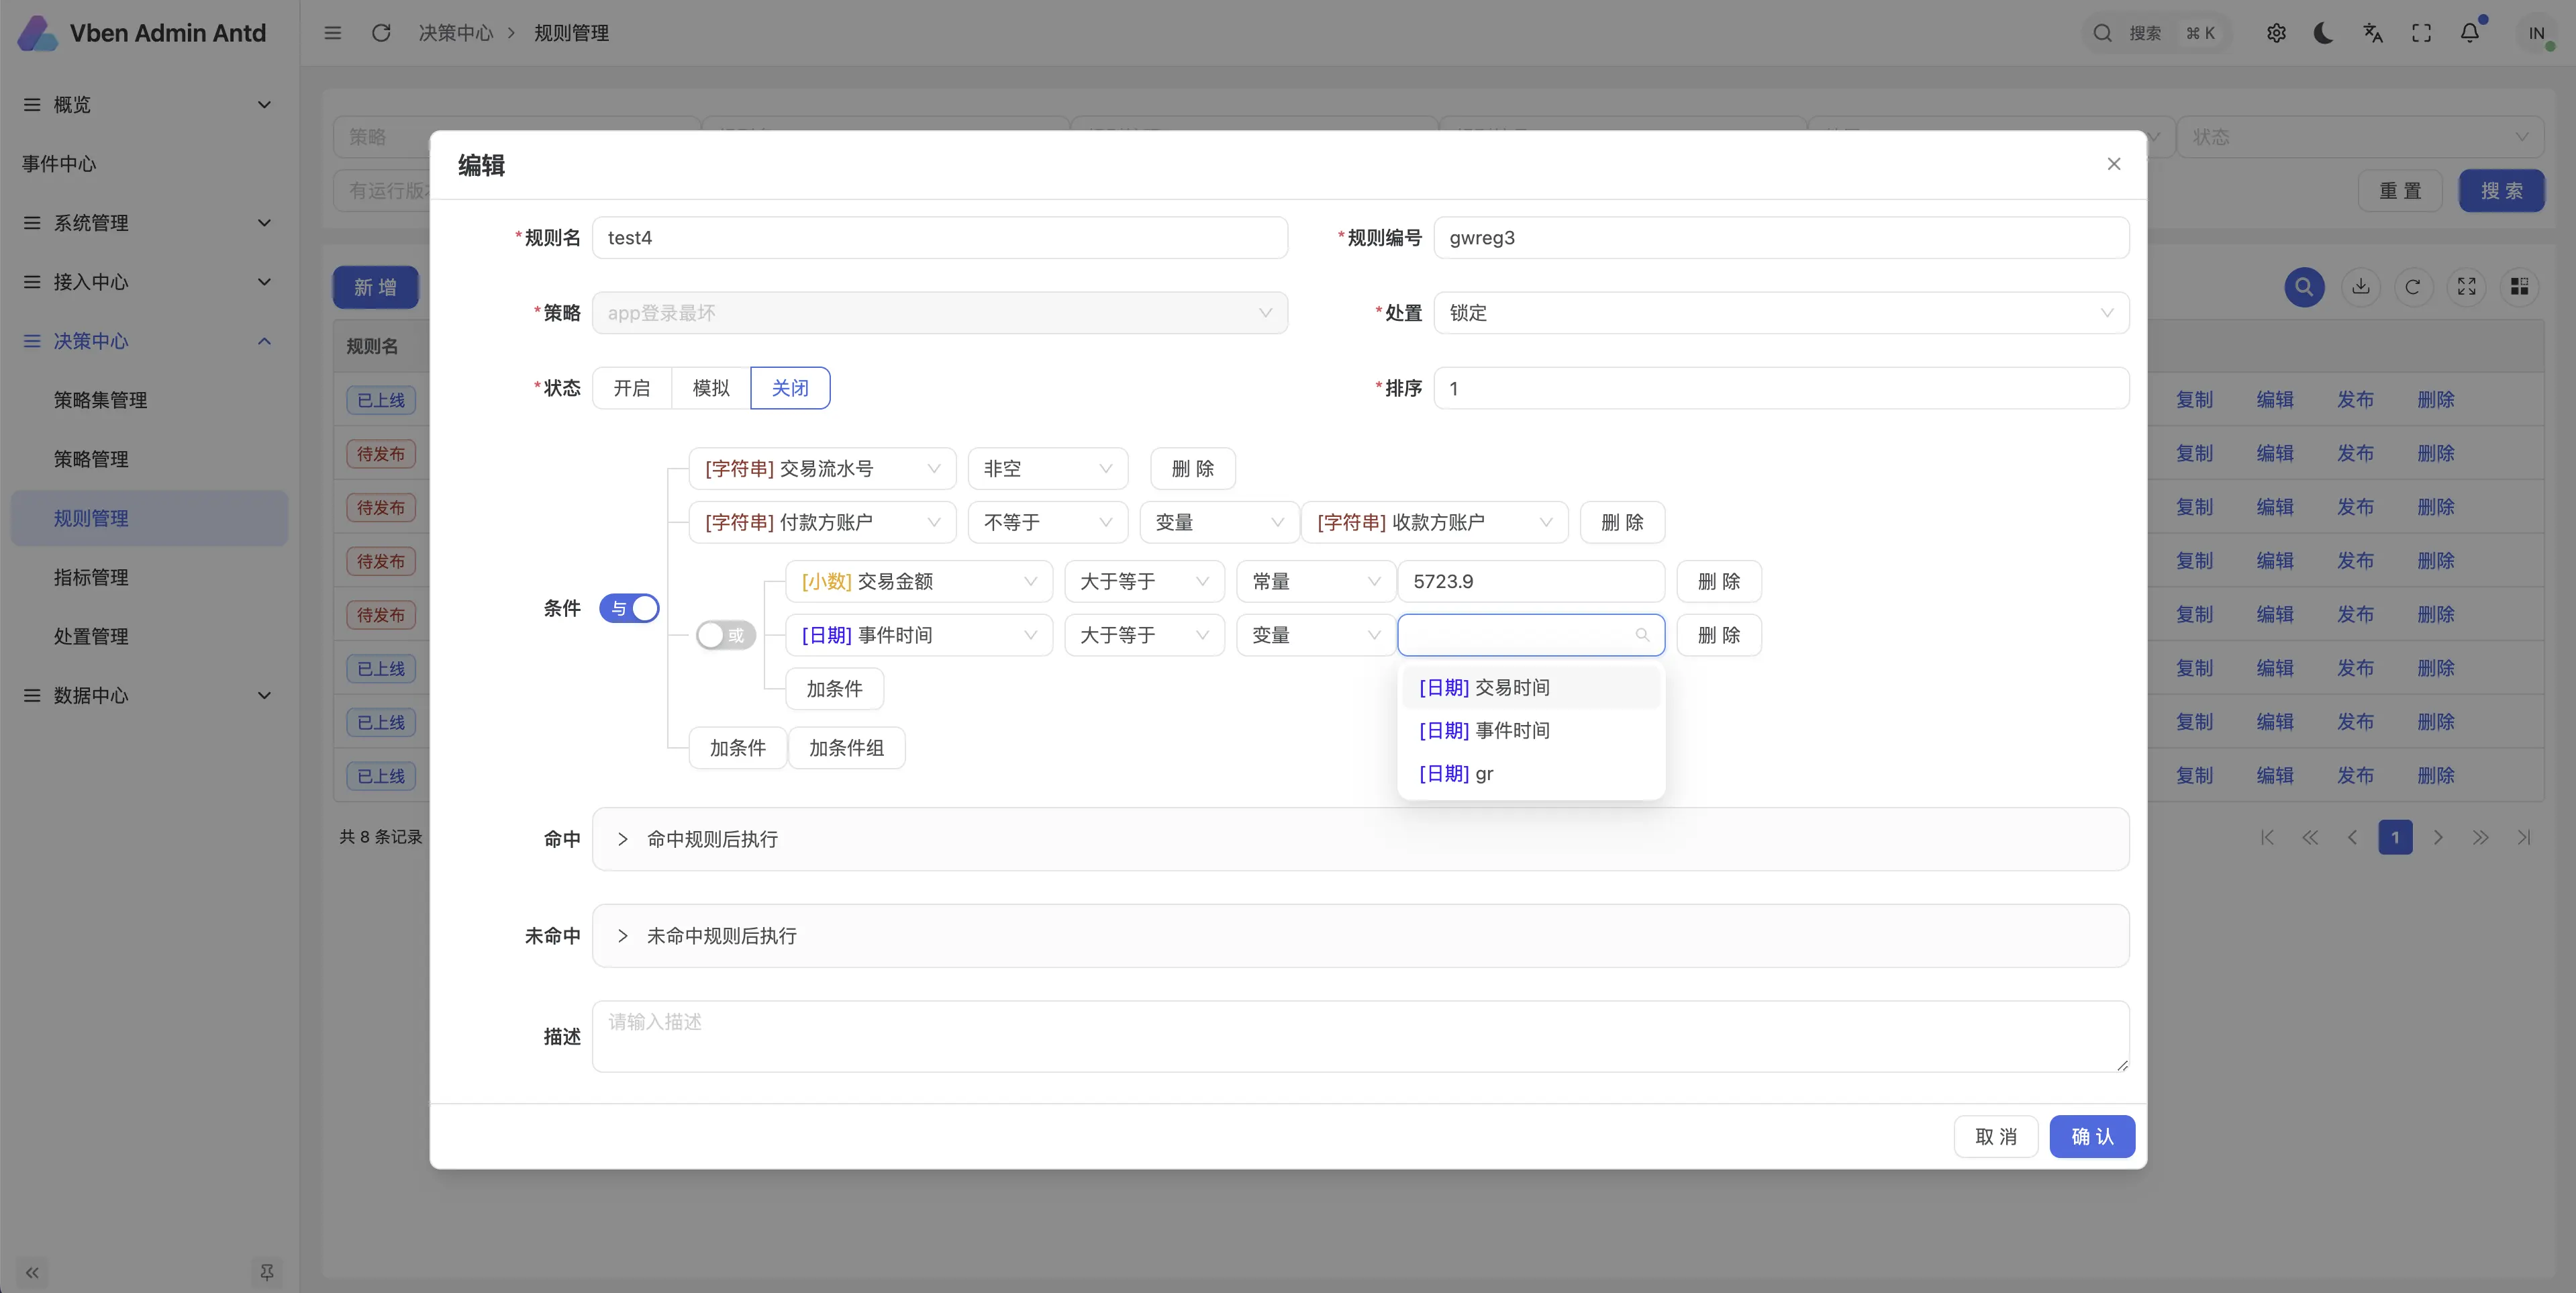 Vben Admin Antd
决策中心 > 规则管理
搜索 ⌘ K
IN
概览
事件中心
系统管理
接入中心
决策中心
策略集管理
策略管理
规则管理
指标管理
处置管理
数据中心
策略
状态
有运行版
重 置
搜 索
新 增
规则名
已上线 复制 编辑 发布 删除
待发布 复制 编辑 发布 删除
待发布 复制 编辑 发布 删除
待发布 复制 编辑 发布 删除
待发布 复制 编辑 发布 删除
已上线 复制 编辑 发布 删除
已上线 复制 编辑 发布 删除
已上线 复制 编辑 发布 删除
共 8 条记录
1
编辑
*规则名 test4
*规则编号 gwreg3
*策略 app登录最坏
*处置 锁定
*状态 开启 模拟 关闭
*排序 1
条件 与
[字符串] 交易流水号 非空 删 除
[字符串] 付款方账户 不等于 变量 [字符串] 收款方账户 删 除
或
[小数] 交易金额 大于等于 常量 5723.9 删 除
[日期] 事件时间 大于等于 变量 删 除
加条件
加条件 加条件组
[日期] 交易时间
[日期] 事件时间
[日期] gr
命中 命中规则后执行
未命中 未命中规则后执行
描述 请输入描述
取 消 确 认